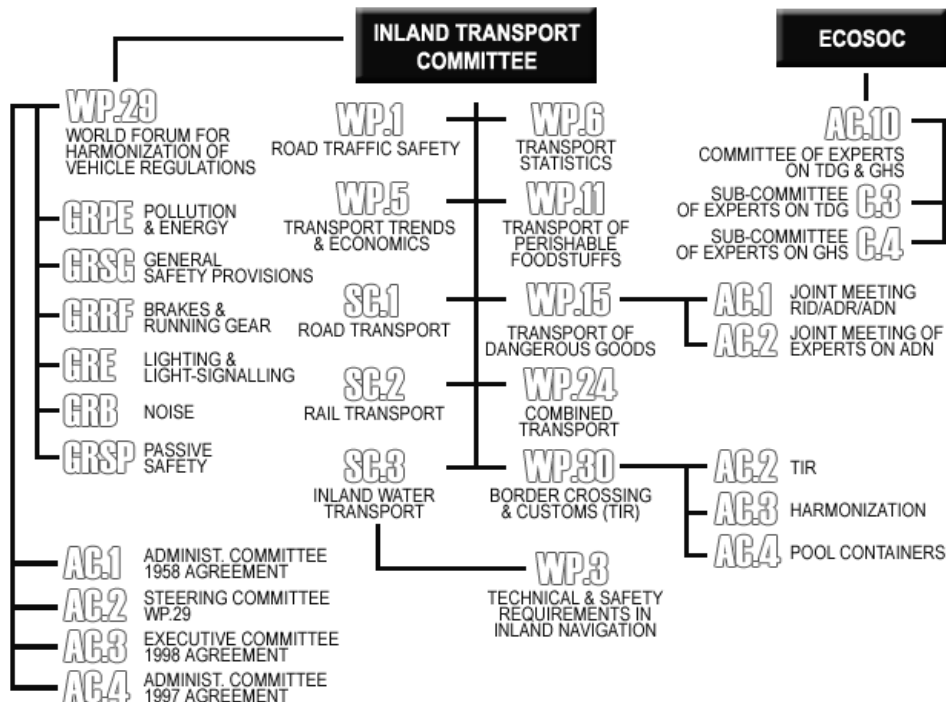 INLAND TRANSPORT
COMMITTEE
ECOSOC
WP.29
WORLD FORUM FOR
HARMONIZATION OF
VEHICLE REGULATIONS
GRPE
POLLUTION
& ENERGY
GRSG
GENERAL
SAFETY PROVISIONS
GRRF
BRAKES &
RUNNING GEAR
GRE
LIGHTING &
LIGHT-SIGNALLING
GRB
NOISE
GRSP
PASSIVE
SAFETY
AC.1
ADMINIST. COMMITTEE
1958 AGREEMENT
AC.2
STEERING COMMITTEE
WP.29
AC.3
EXECUTIVE COMMITTEE
1998 AGREEMENT
AC.4
ADMINIST. COMMITTEE
1997 AGREEMENT
WP.1
ROAD TRAFFIC SAFETY
WP.5
TRANSPORT TRENDS
& ECONOMICS
SC.1
ROAD TRANSPORT
SC.2
RAIL TRANSPORT
SC.3
INLAND WATER
TRANSPORT
WP.6
TRANSPORT
STATISTICS
WP.11
TRANSPORT OF
PERISHABLE
FOODSTUFFS
WP.15
TRANSPORT OF
DANGEROUS GOODS
WP.24
COMBINED
TRANSPORT
WP.30
BORDER CROSSING
& CUSTOMS (TIR)
WP.3
TECHNICAL & SAFETY
REQUIREMENTS IN
INLAND NAVIGATION
AC.10
COMMITTEE OF EXPERTS
ON TDG & GHS
SUB-COMMITTEE
OF EXPERTS ON TDG
C.3
SUB-COMMITTEE
OF EXPERTS ON GHS
C.4
AC.1
JOINT MEETING
RID/ADR/ADN
AC.2
JOINT MEETING OF
EXPERTS ON ADN
AC.2
TIR
AC.3
HARMONIZATION
AC.4
POOL CONTAINERS